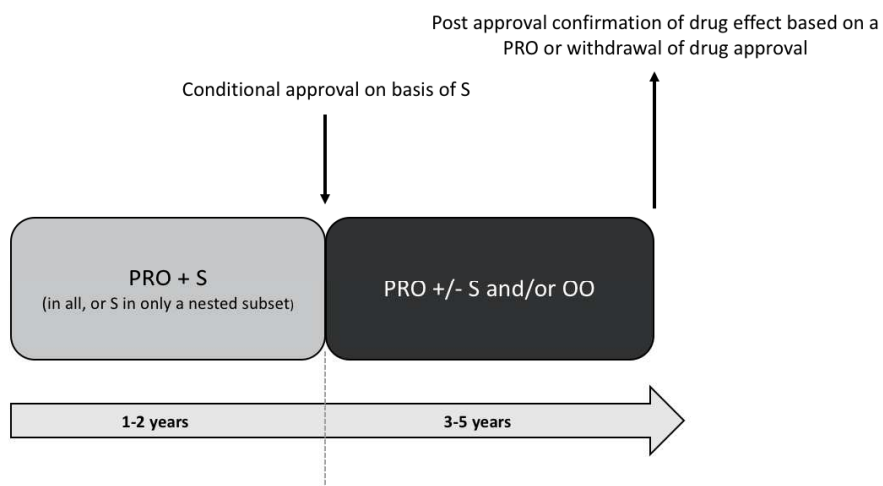 Post approval confirmation of drug effect based on a
PRO or withdrawal of drug approval
Conditional approval on basis of S
PRO + S
(in all, or S in only a nested subset)
PRO +/- S and/or OO
1-2 years
3-5 years